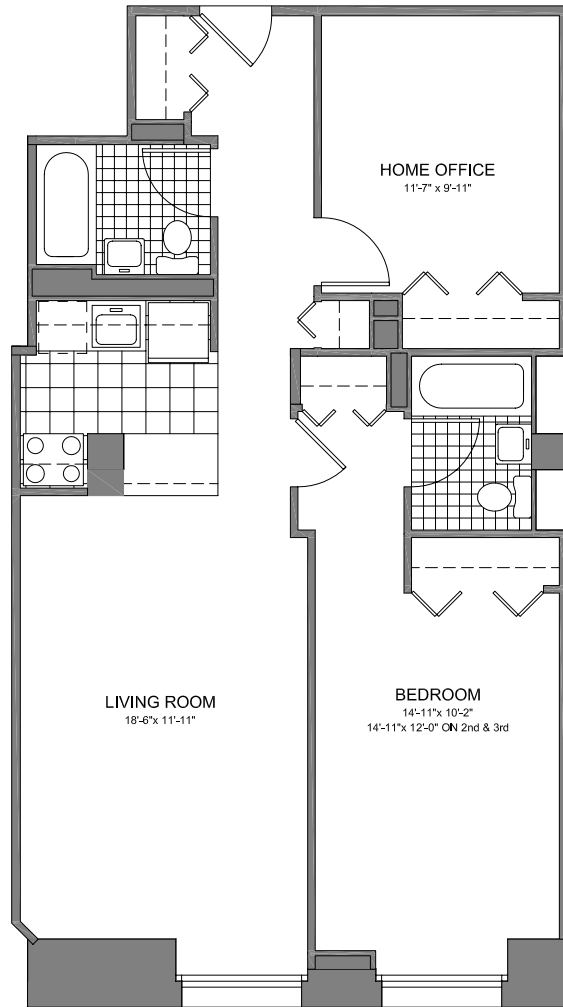 HOME OFFICE
11'-7" x 9'-11"
LIVING ROOM
18'-6"x 11'-11"
BEDROOM
14'-11"x 10'-2"
14'-11"x 12'-0" ON 2nd & 3rd